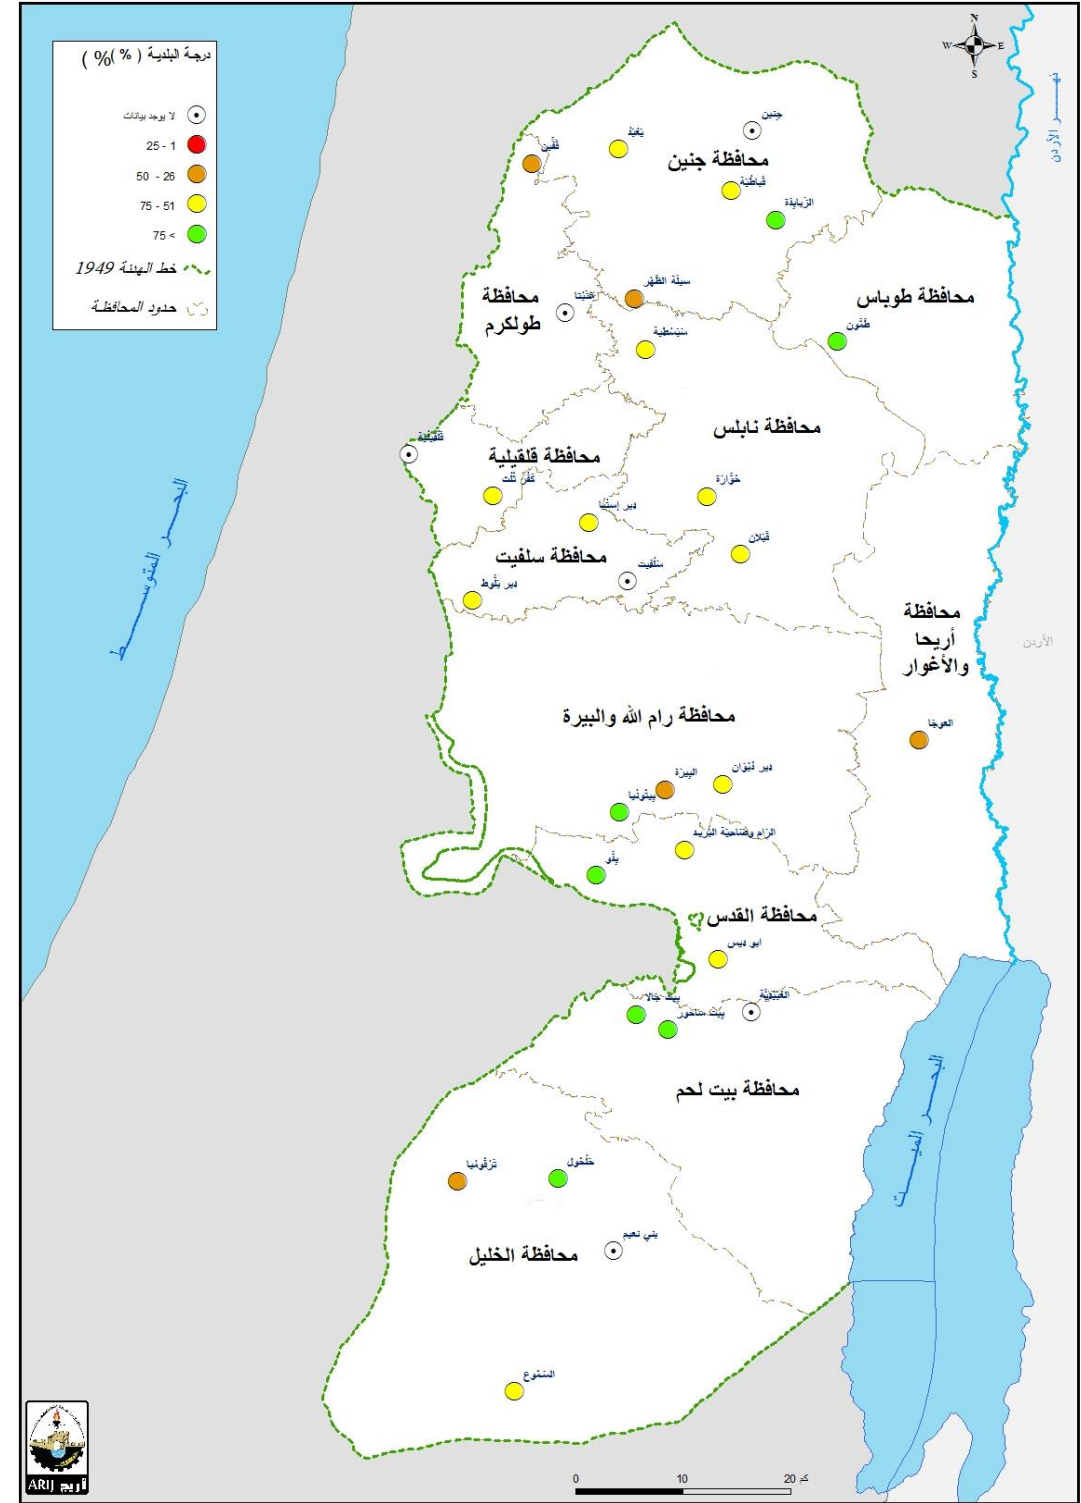 درجة البلدية ( % )% )
لا يوجد بيانات
25 - 1
50 - 26
75 - 51
75 <
خط الهدنة 1949
حدود المحافظة
N
W E
S
نهر الأردن
جنين
يَعْبَد
قفين
محافظة جنين
قباطية
الزبابدة
سيلة الظهر
محافظة طوباس
محافظة
طولكرم
عنبتا
طمون
سبسطية
محافظة نابلس
قلقيلية
محافظة قلقيلية
كفر ثلث
حوارة
دير إستيا
قبلان
محافظة سلفيت
سلفيت
دير بلوط
محافظة
أريحا
والأغوار
الأردن
البحر المتوسط
محافظة رام الله والبيرة
العوجا
دير دبوان
البيرة
بيتونيا
الرام وضاحية البريد
بدو
محافظة القدس
ابو ديس
العبيدية
بيت جالا
بيت ساحور
محافظة بيت لحم
البحر الميت
ترقوميا
حلحول
بني نعيم
محافظة الخليل
السموع
ARIJ أريج
0 10 20 كم